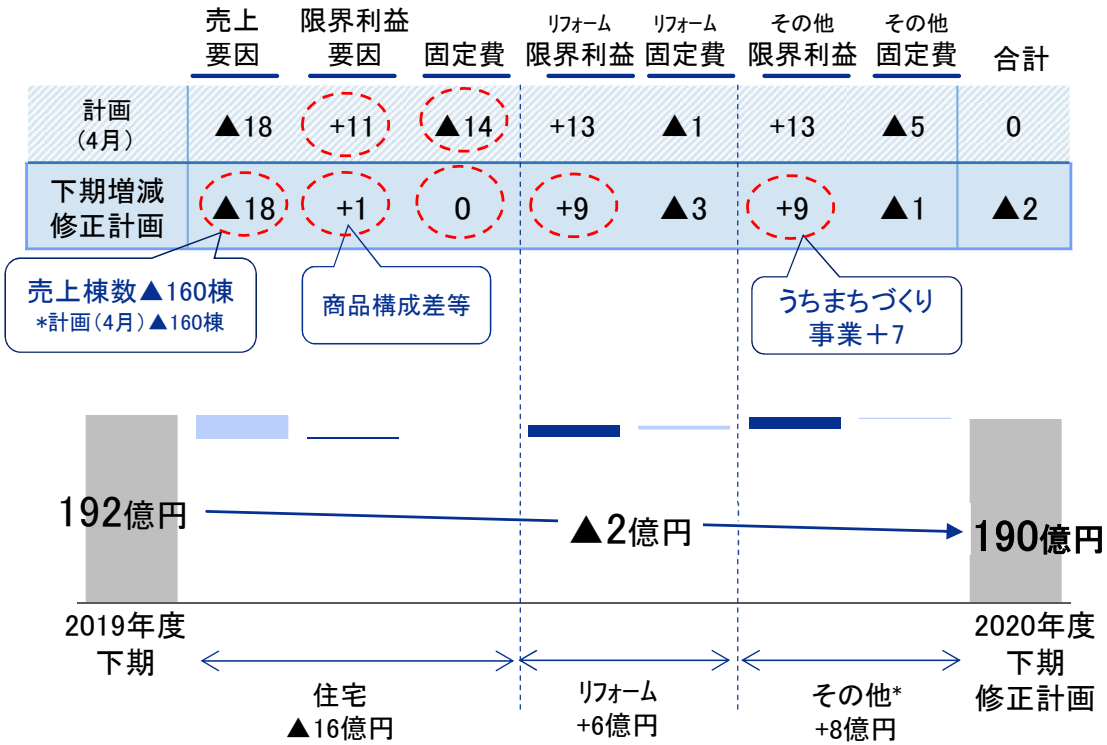 売上
要因
限界利益
要因
固定費
リフォーム
限界利益
リフォーム
固定費
その他
限界利益
その他
固定費
合計
計画
(4月)
▲18
+11
▲14
+13
▲1
+13
▲5
0
下期増減
修正計画
▲18
+1
0
+9
▲3
+9
▲1
▲2
売上棟数▲160棟
*計画(4月)▲160棟
商品構成差等
うちまちづくり
事業+7
192億円
▲2億円
190億円
2019年度
下期
2020年度
下期
修正計画
住宅
▲16億円
リフォーム
+6億円
その他*
+8億円